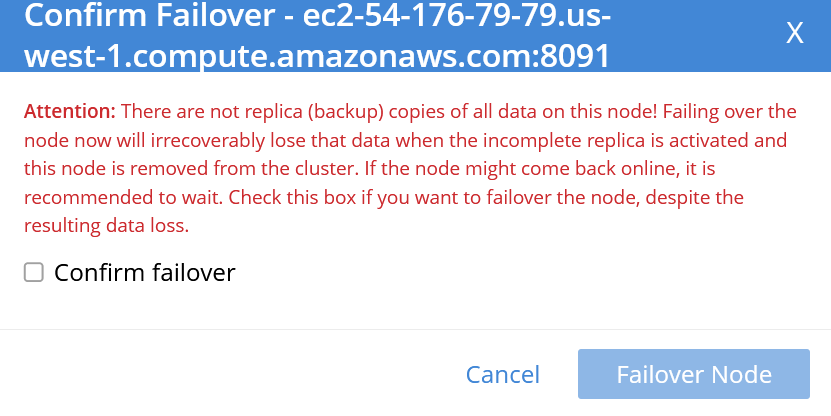 Confirm Failover - ec2-54-176-79-79.us-
west-1.compute.amazonaws.com:8091
X
Attention: There are not replica (backup) copies of all data on this node! Failing over the
node now will irrecoverably lose that data when the incomplete replica is activated and
this node is removed from the cluster. If the node might come back online, it is
recommended to wait. Check this box if you want to failover the node, despite the
resulting data loss.
Confirm failover
Cancel
Failover Node